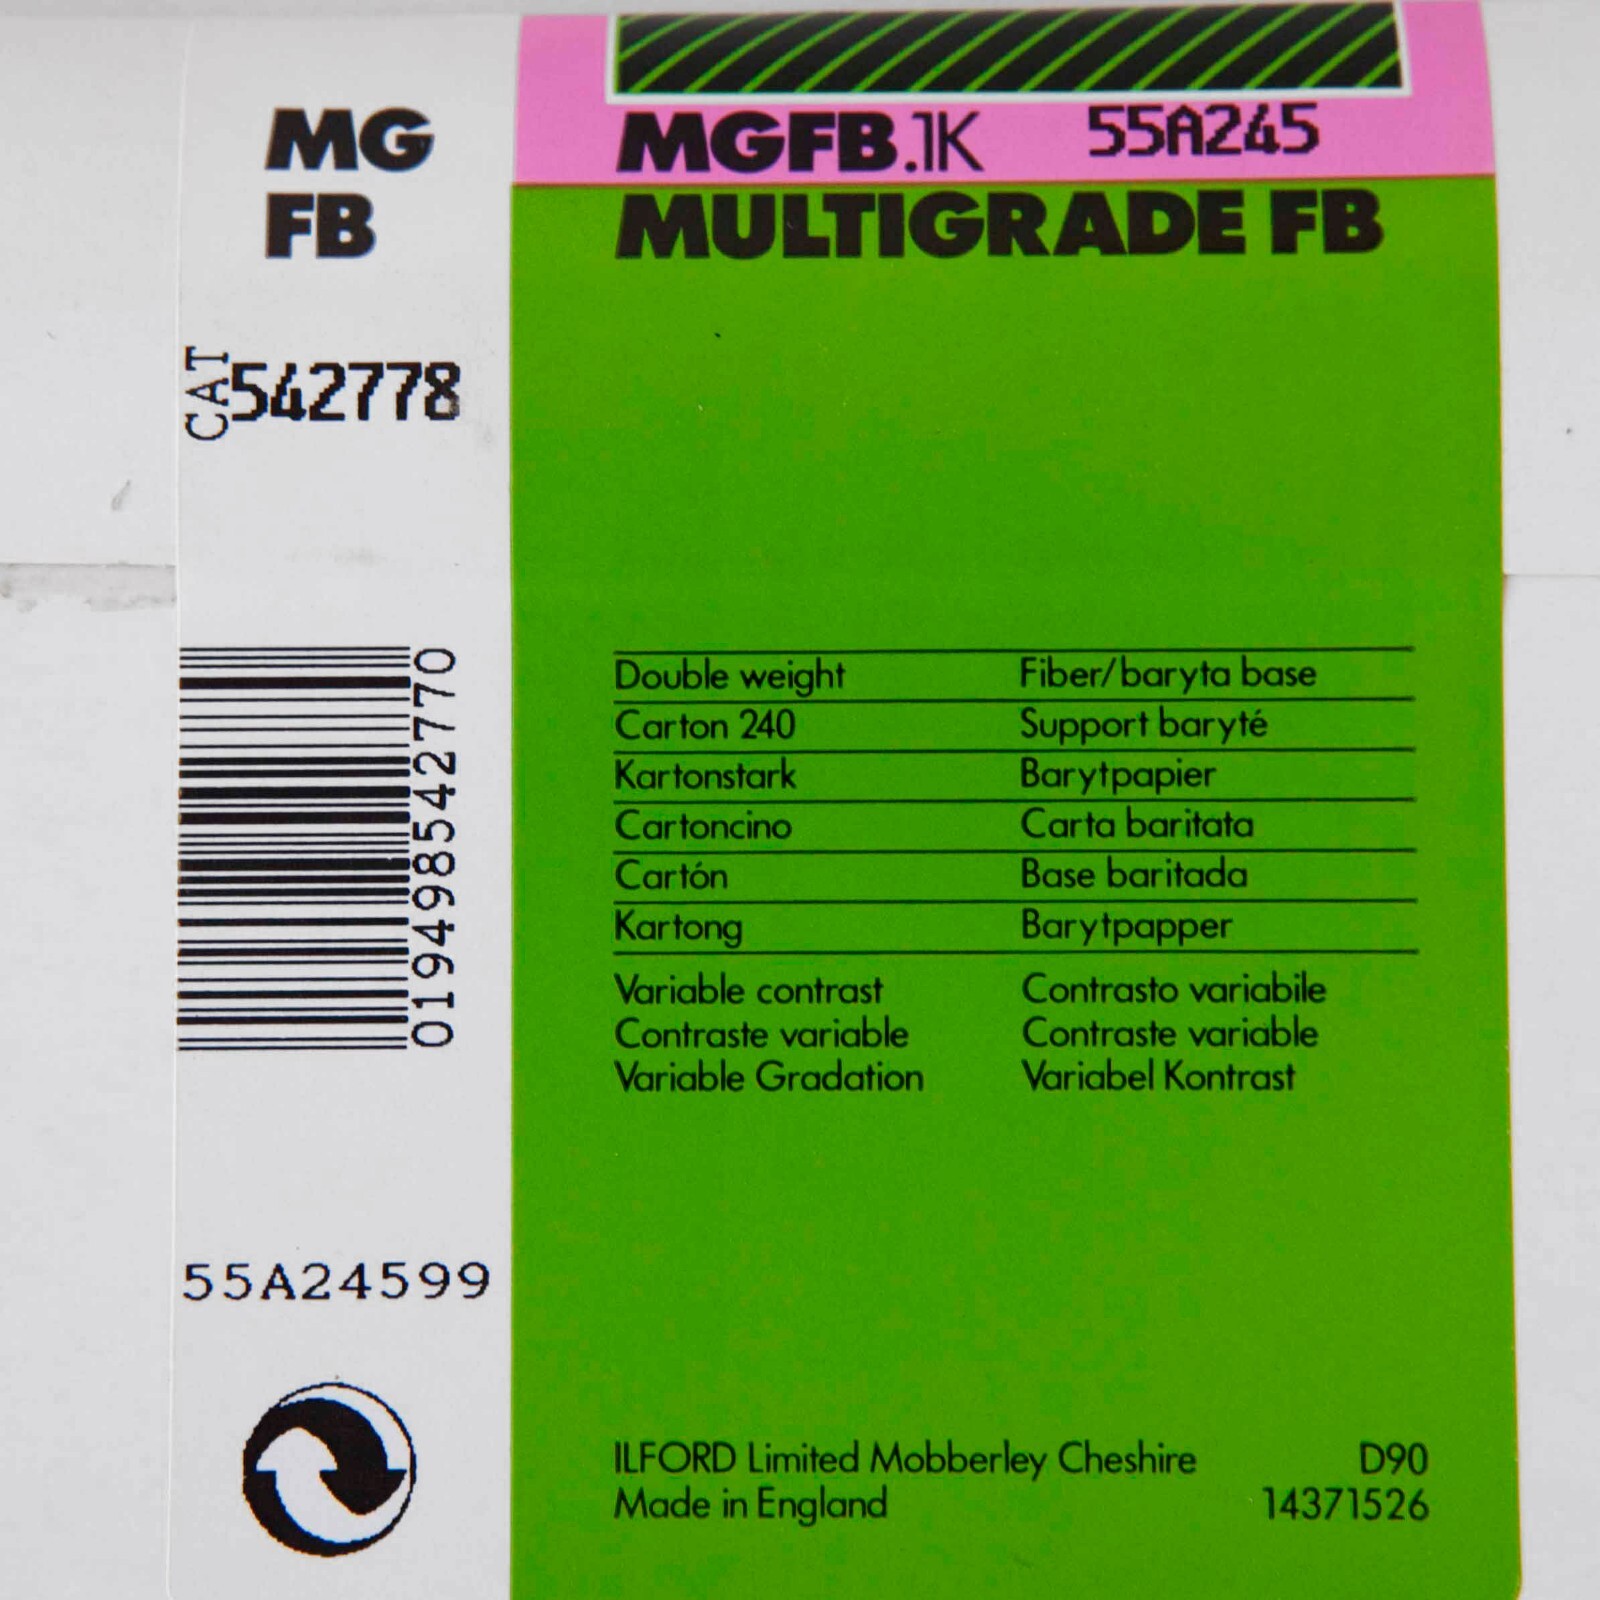 MG
FB
CAT 542778
019498542770
55A24599
MGFB.1K 55A245
MULTIGRADE FB
Double weight Fiber/baryta base
Carton 240 Support baryté
Kartonstark Barytpapier
Cartoncino Carta baritata
Cartón Base baritada
Kartong Barytpapper
Variable contrast Contrasto variabile
Contraste variable Contraste variable
Variable Gradation Variabel Kontrast
ILFORD Limited Mobberley Cheshire D90
Made in England 14371526